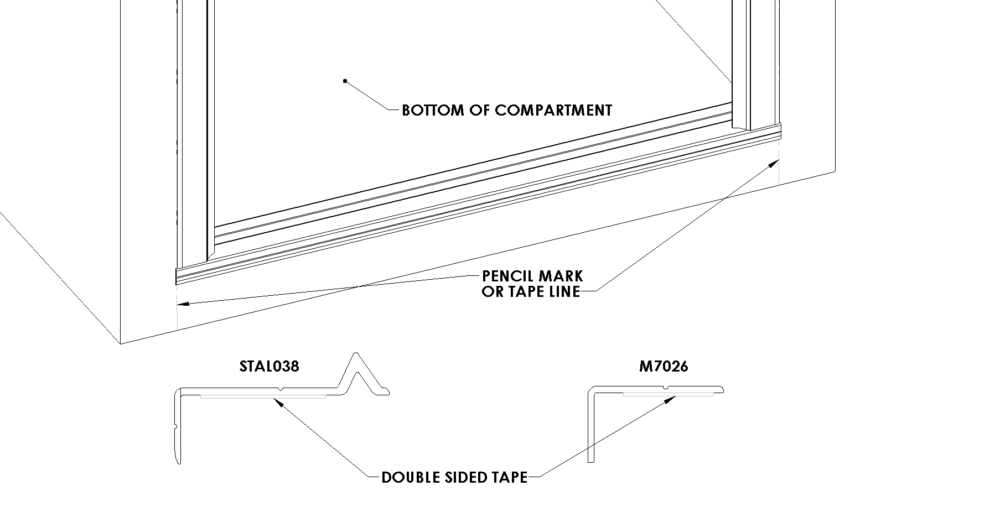 BOTTOM OF COMPARTMENT
PENCIL MARK
OR TAPE LINE
STAL038
M7026
DOUBLE SIDED TAPE